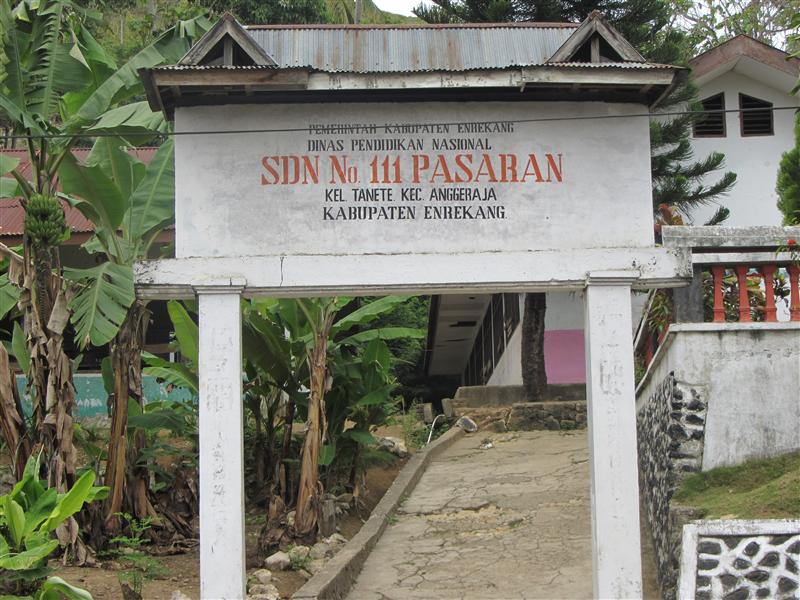 PEMERINTAH KABUPATEN ENREKANG
DINAS PENDIDIKAN NASIONAL
SDN No. 111 PASARAN
KEL. TANETE. KEC. ANGGERAJA
KABUPATEN ENREKANG.